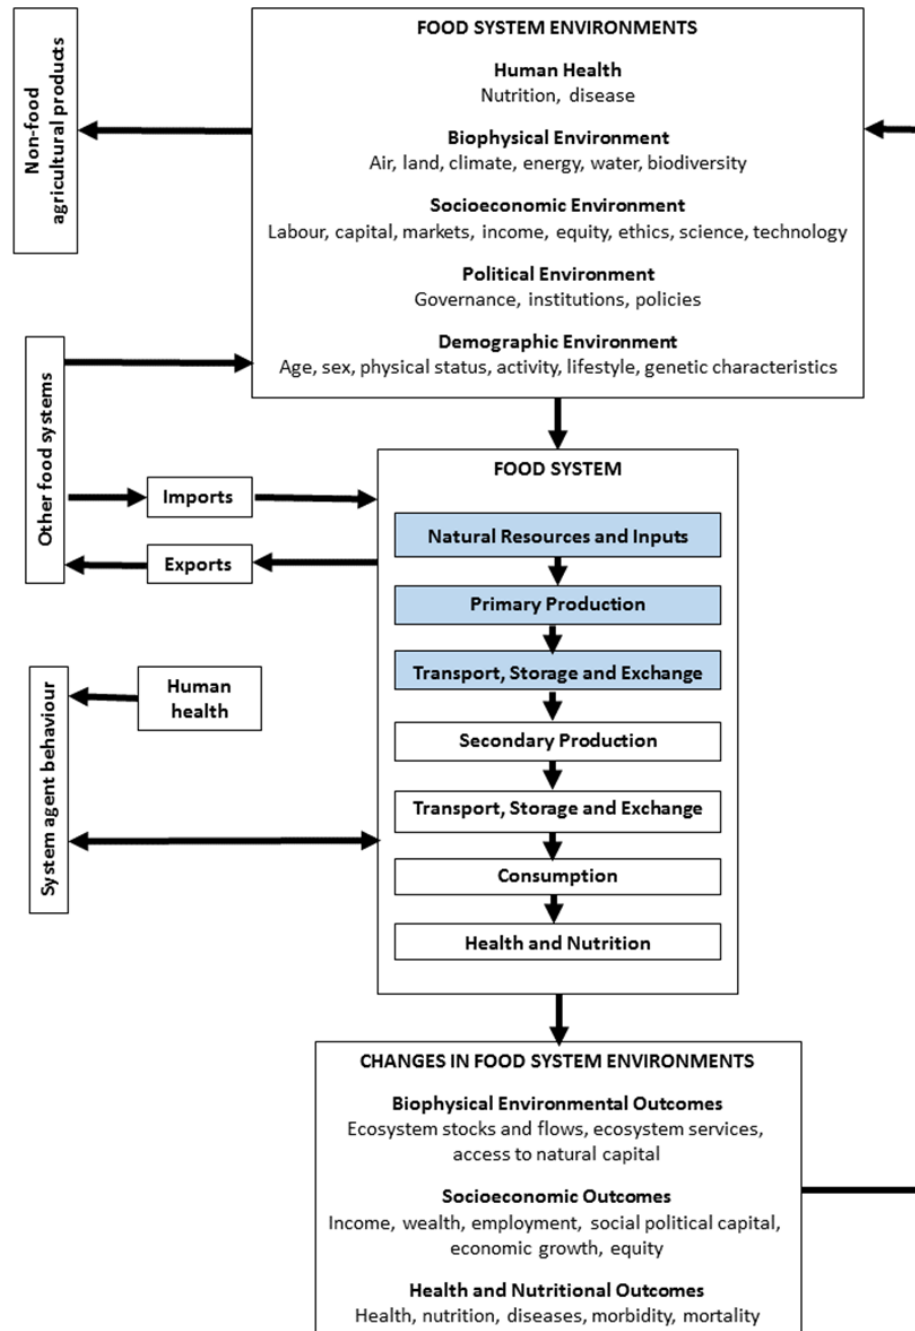 Non-food
agricultural products
FOOD SYSTEM ENVIRONMENTS
Human Health
Nutrition, disease
Biophysical Environment
Air, land, climate, energy, water, biodiversity
Socioeconomic Environment
Labour, capital, markets, income, equity, ethics, science, technology
Political Environment
Governance, institutions, policies
Demographic Environment
Age, sex, physical status, activity, lifestyle, genetic characteristics
Other food systems
Imports
Exports
FOOD SYSTEM
Natural Resources and Inputs
Primary Production
Transport, Storage and Exchange
Secondary Production
Transport, Storage and Exchange
Consumption
Health and Nutrition
System agent behaviour
Human
health
CHANGES IN FOOD SYSTEM ENVIRONMENTS
Biophysical Environmental Outcomes
Ecosystem stocks and flows, ecosystem services,
access to natural capital
Socioeconomic Outcomes
Income, wealth, employment, social political capital,
economic growth, equity
Health and Nutritional Outcomes
Health, nutrition, diseases, morbidity, mortality